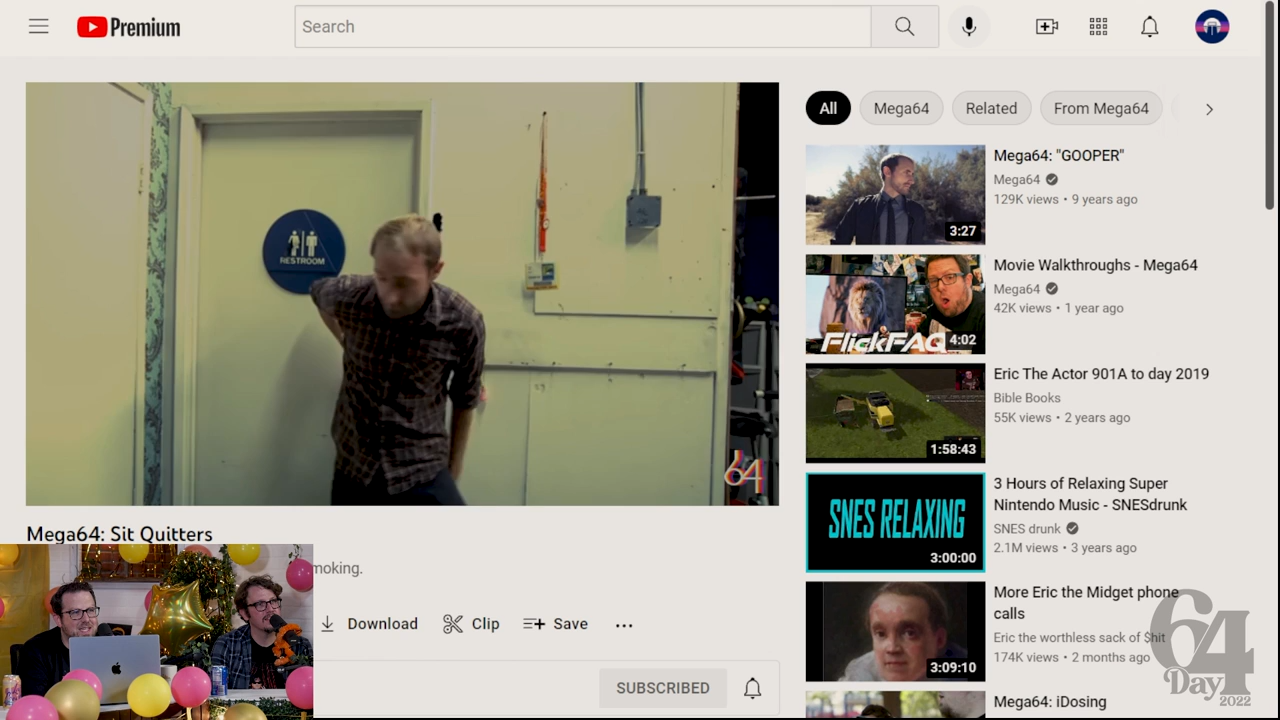 Premium
Search
RESTROOM
64
Mega64: Sit Quitters
moking.
Download
Clip
Save
SUBSCRIBED
All
Mega64
Related
From Mega64
Mega64: "GOOPER"
Mega64
129K views • 9 years ago
3:27
Movie Walkthroughs - Mega64
Mega64
42K views • 1 year ago
FlickFAQ
4:02
Eric The Actor 901A to day 2019
Bible Books
55K views • 2 years ago
1:58:43
3 Hours of Relaxing Super
Nintendo Music - SNESdrunk
SNES drunk
2.1M views • 3 years ago
SNES RELAXING
3:00:00
More Eric the Midget phone
calls
Eric the worthless sack of $hit
174K views • 2 months ago
3:09:10
Mega64: iDosing
64
Day
2022